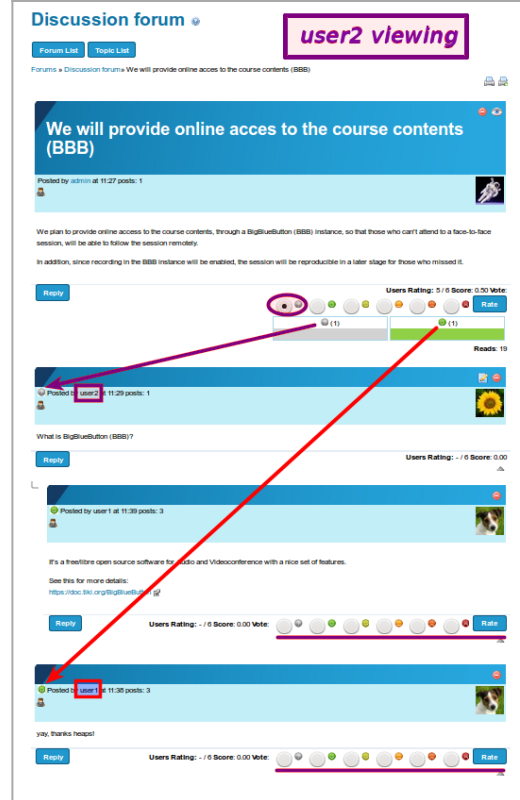 Discussion forum
user2 viewing
Forum List Topic List
Forums » Discussion forum» We will provide online acces to the course contents (BBB)
We will provide online acces to the course contents
(BBB)
Posted by admin at 11:27 posts: 1
We plan to provide online access to the course contents, through a BigBlueButton (BBB) instance, so that those who can't attend to a face-to-face
session, will be able to follow the session remotely.
In addition, since recording in the BBB instance will be enabled, the session will be reproducible in a later stage for those who missed it.
Users Rating: 5 / 6 Score: 0.50 Vote:
Reply Rate
(1) (1)
Reads: 19
Posted by user2 at 11:29 posts: 1
What is BigBlueButton (BBB)?
Reply Users Rating: - / 6 Score: 0.00
Posted by user1 at 11:39 posts: 3
It's a free/libre open source software for Audio and Videoconference with a nice set of features.
See this for more details:
https://doc.tiki.org/BigBlueButton
Reply Users Rating: - / 6 Score: 0.00 Vote: Rate
Posted by user1 at 11:38 posts: 3
yay, thanks heaps!
Reply Users Rating: - / 6 Score: 0.00 Vote: Rate